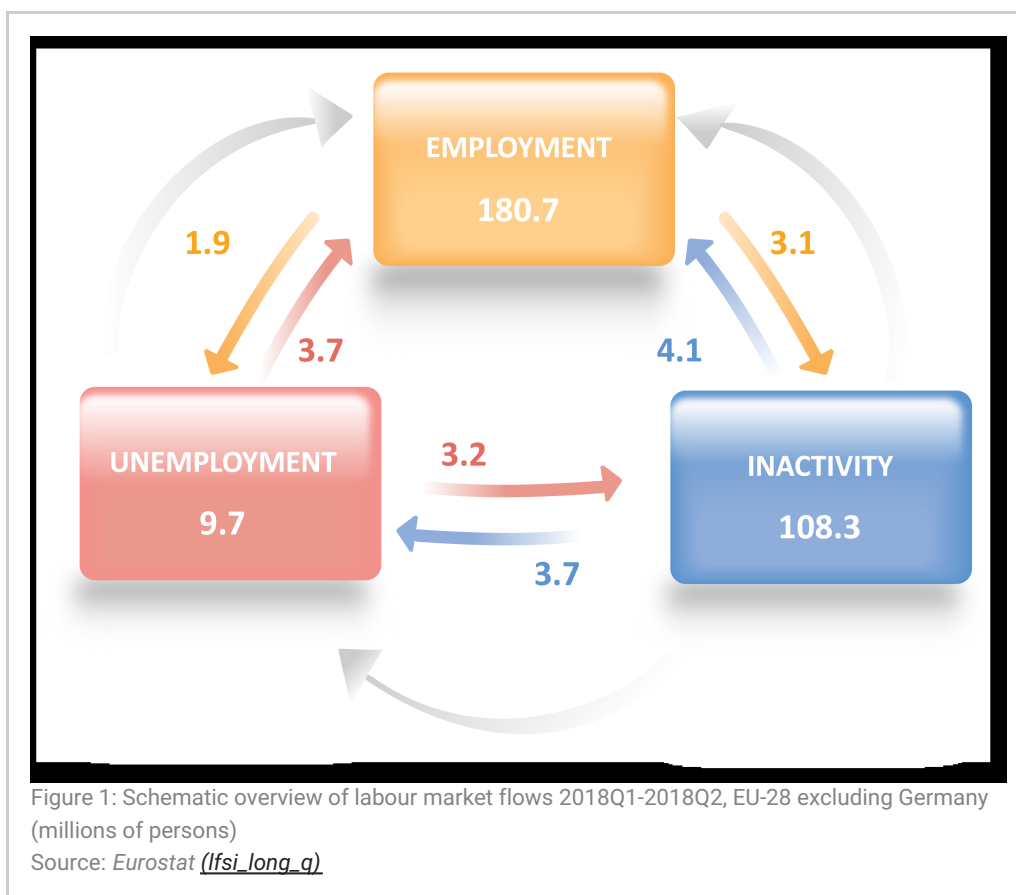 EMPLOYMENT
180.7
1.9
3.1
3.7
4.1
UNEMPLOYMENT
9.7
3.2
INACTIVITY
108.3
3.7
Figure 1: Schematic overview of labour market flows 2018Q1-2018Q2, EU-28 excluding Germany
(millions of persons)
Source: Eurostat (lfsi_long_q)